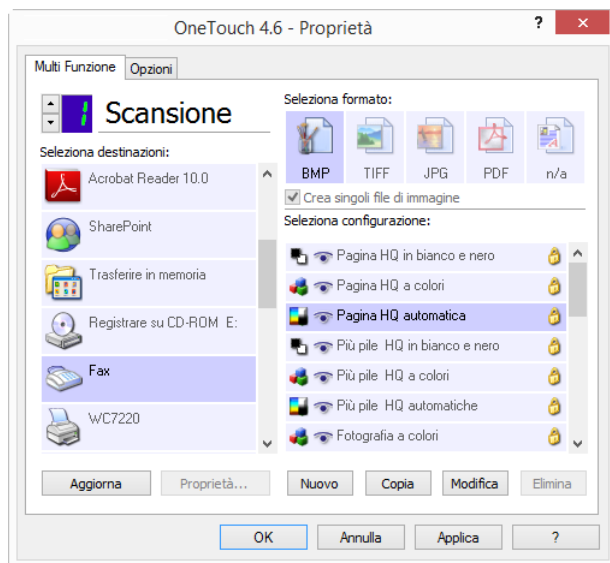 OneTouch 4.6 - Proprietà
?
Multi Funzione
Opzioni
1
Scansione
Seleziona destinazioni:
Acrobat Reader 10.0
SharePoint
Trasferire in memoria
Registrare su CD-ROM E:
Fax
WC7220
Aggiorna
Proprietà...
Seleziona formato:
BMP
TIFF
JPG
PDF
n/a
Crea singoli file di immagine
Seleziona configurazione:
Pagina HQ in bianco e nero
Pagina HQ a colori
Pagina HQ automatica
Più pile HQ in bianco e nero
Più pile HQ a colori
Più pile HQ automatiche
Fotografia a colori
Nuovo
Copia
Modifica
Elimina
OK
Annulla
Applica
?